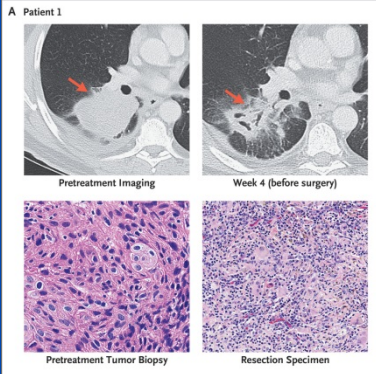 A Patient 1
Pretreatment Imaging
Week 4 (before surgery)
Pretreatment Tumor Biopsy
Resection Specimen